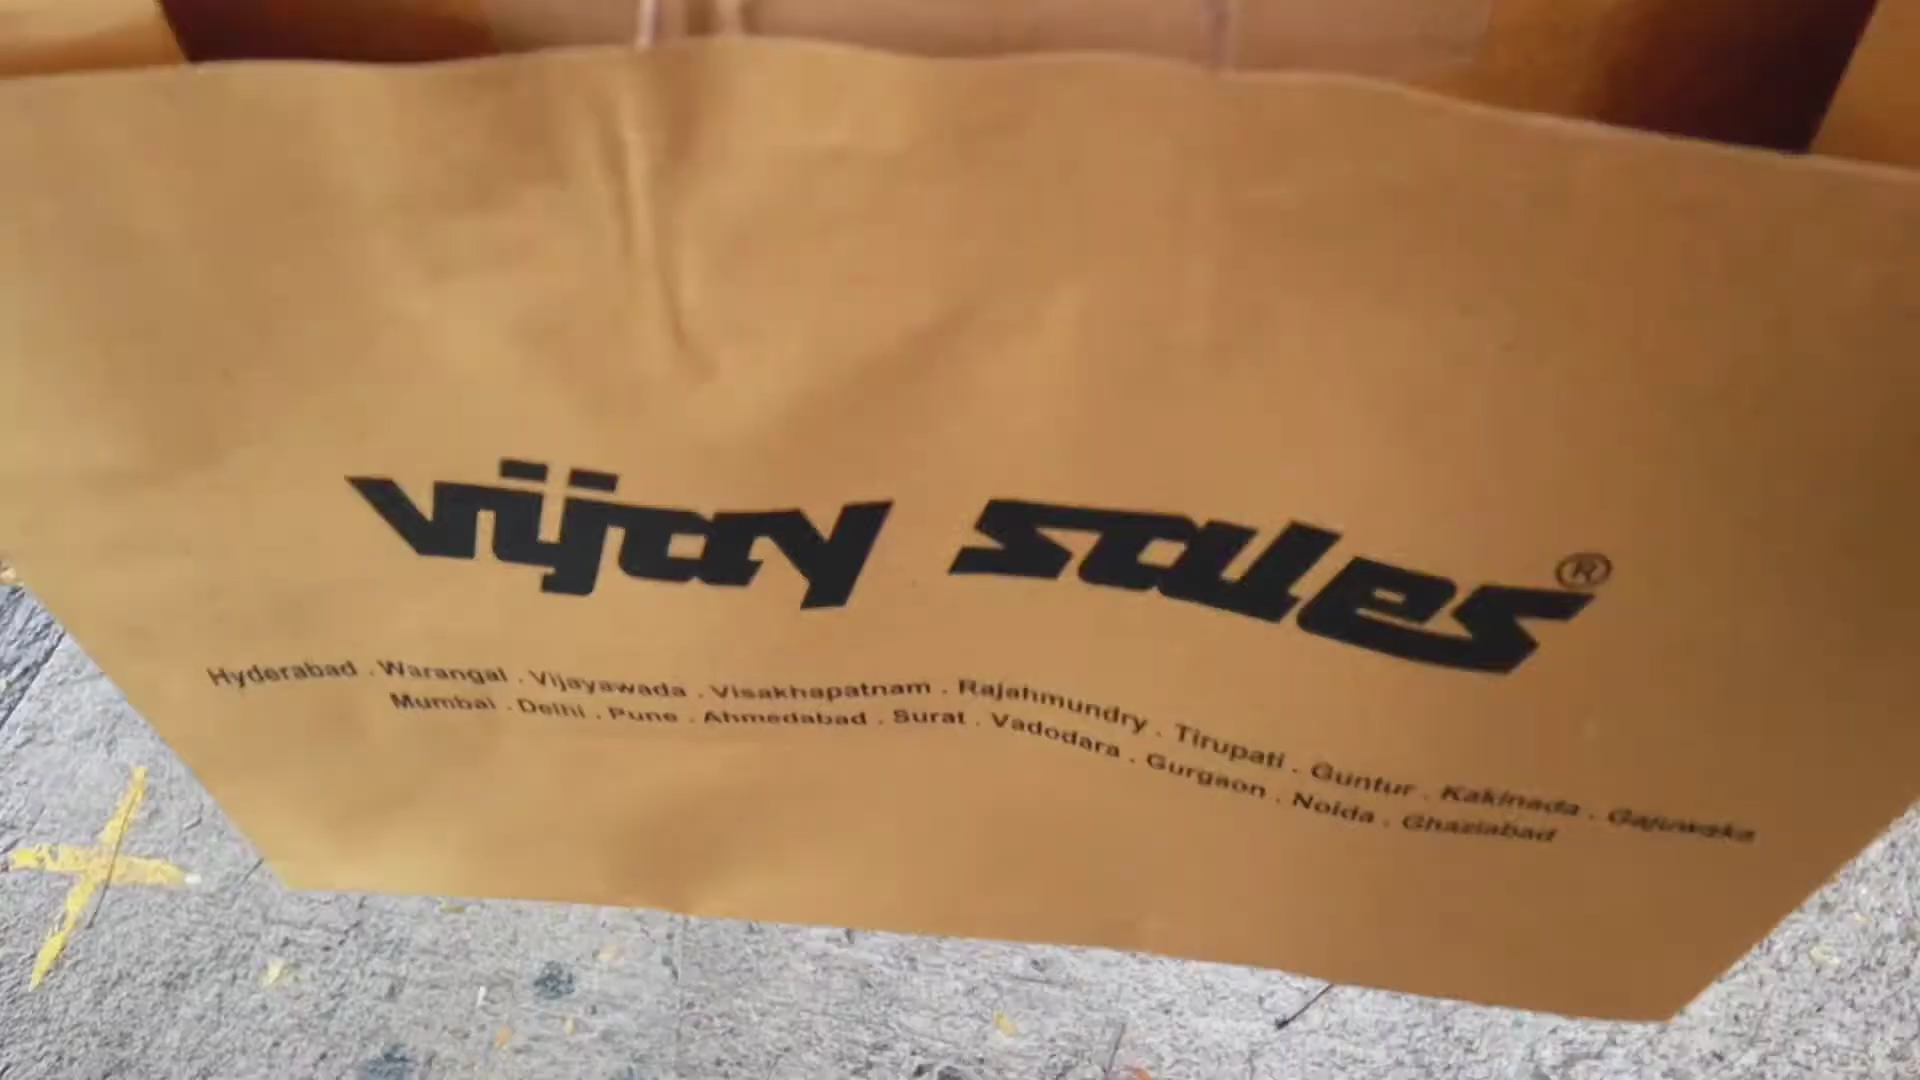 vijay sales®
Hyderabad . Warangal . Vijayawada . Visakhapatnam . Rajahmundry . Tirupati . Guntur . Kakinada . Gajuwaka
Mumbai . Delhi . Pune . Ahmedabad . Surat . Vadodara . Gurgaon . Noida . Ghaziabad